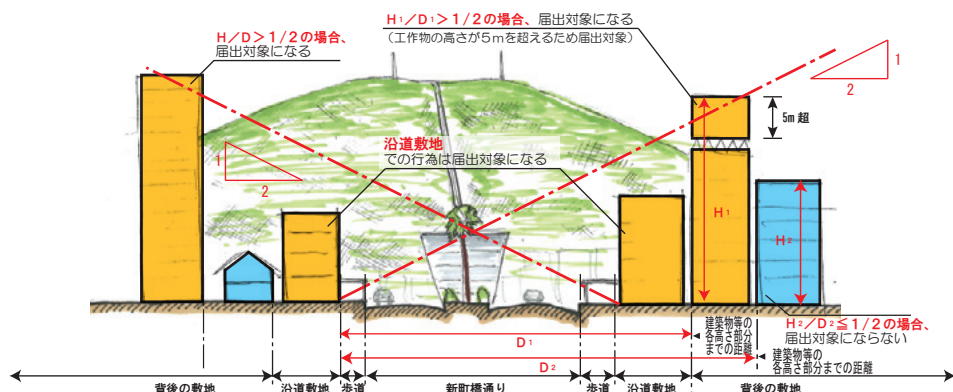 H1/D1>1/2の場合、届出対象になる
（工作物の高さが5mを超えるため届出対象）
H/D>1/2の場合、
届出対象になる
1
2
5m 超
沿道敷地
での行為は届出対象になる
1
2
H1
H2
H2/D2≦1/2の場合、
届出対象にならない
建築物等の
各高さ部分
までの距離
D1
建築物等の
各高さ部分までの距離
D2
背後の敷地
沿道敷地
歩道
新町橋通り
歩道
沿道敷地
背後の敷地